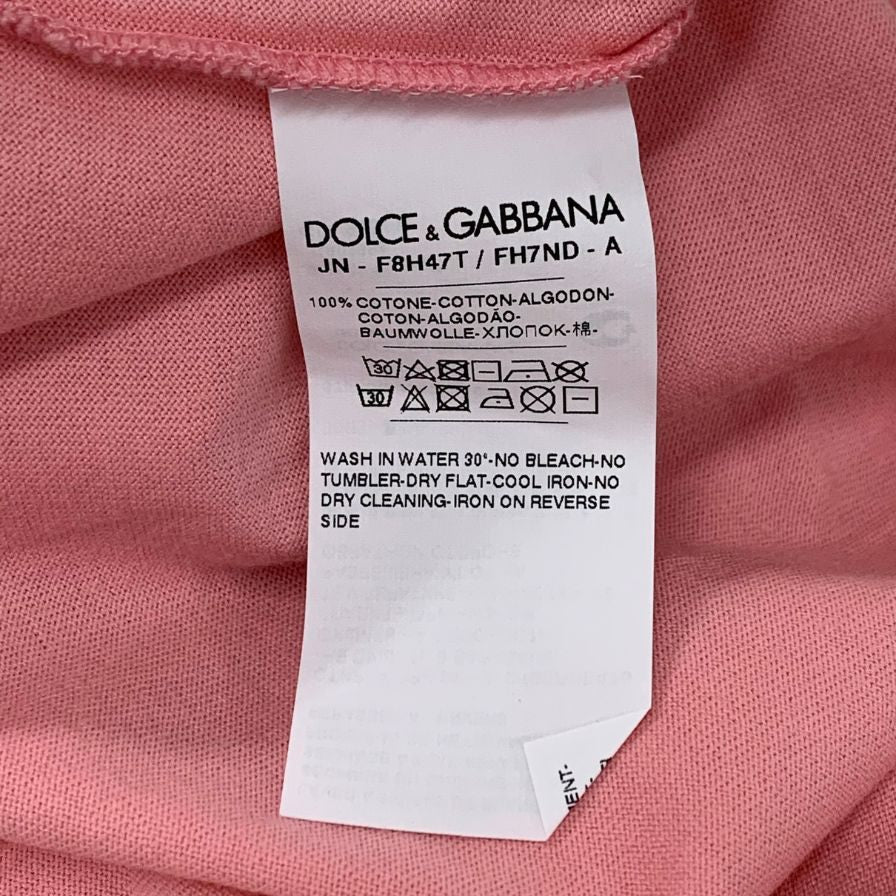 DOLCE & GABBANA
JN - F8H47T / FH7ND - A
100% COTONE-COTTON-ALGODON-
COTON-ALGODÃO-
BAUMWOLLE-ХЛОПОК-棉-
30
30
WASH IN WATER 30°-NO BLEACH-NO
TUMBLER-DRY FLAT-COOL IRON-NO
DRY CLEANING-IRON ON REVERSE
SIDE